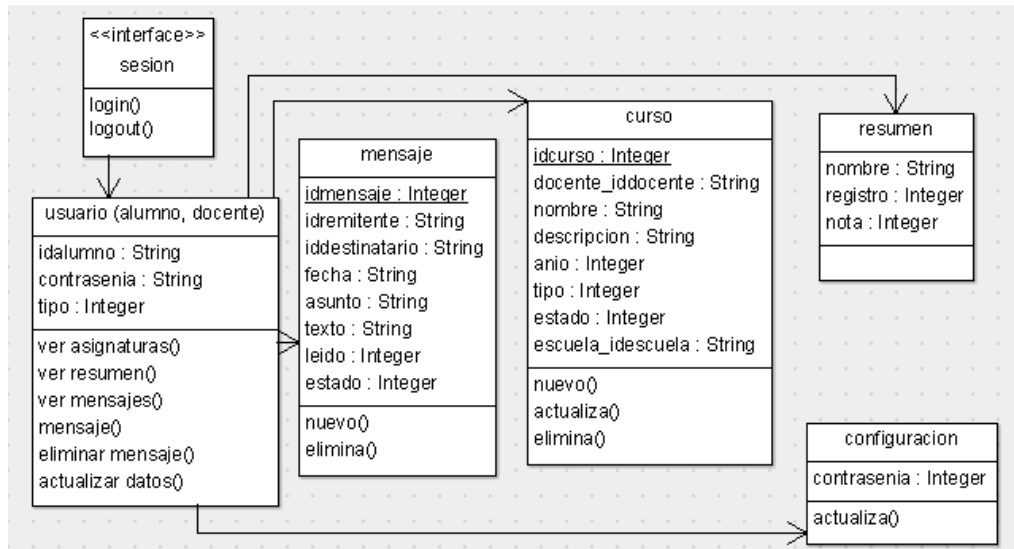 <<interface>>
sesion
login()
logout()
usuario (alumno, docente)
idalumno : String
contrasenia : String
tipo : Integer
ver asignaturas()
ver resumen()
ver mensajes()
mensaje()
eliminar mensaje()
actualizar datos()
mensaje
idmensaje : Integer
idremitente : String
iddestinatario : String
fecha : String
asunto : String
texto : String
leido : Integer
estado : Integer
nuevo()
elimina()
curso
idcurso : Integer
docente_iddocente : String
nombre : String
descripcion : String
anio : Integer
tipo : Integer
estado : Integer
escuela_idescuela : String
nuevo()
actualiza()
elimina()
resumen
nombre : String
registro : Integer
nota : Integer
configuracion
contrasenia : Integer
actualiza()